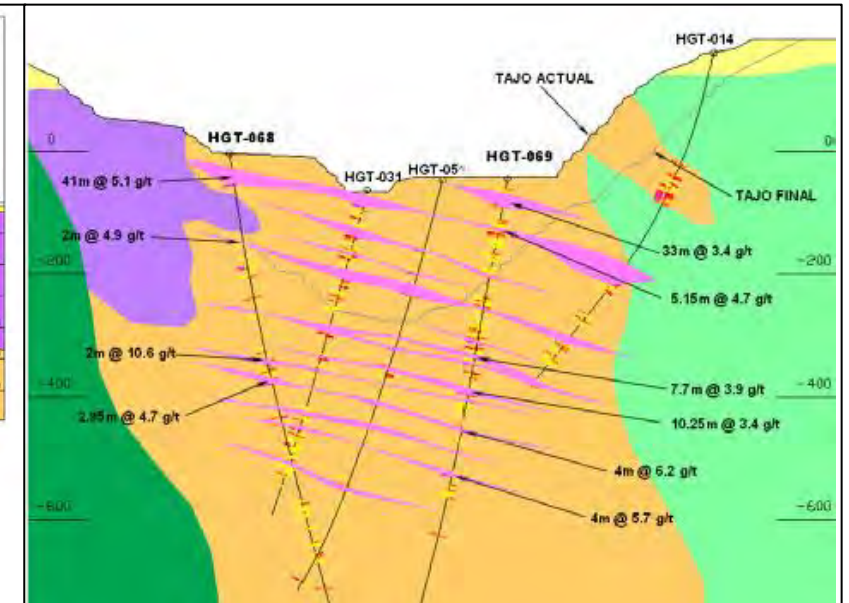 HGT-014
TAJO ACTUAL
HGT-068
HGT-069
HGT-031
0
TAJO FINAL
41m @ 5.1 g/t
2m @ 4.9 g/t
33m @ 3.4 g/t
-200
-200
5.15m @ 4.7 g/t
2m @ 10.6 g/t
7.7m @ 3.9 g/t
-400
-400
2.95m @ 4.7 g/t
10.25m @ 3.4 g/t
4m @ 6.2 g/t
4m @ 5.7 g/t
-600
-600